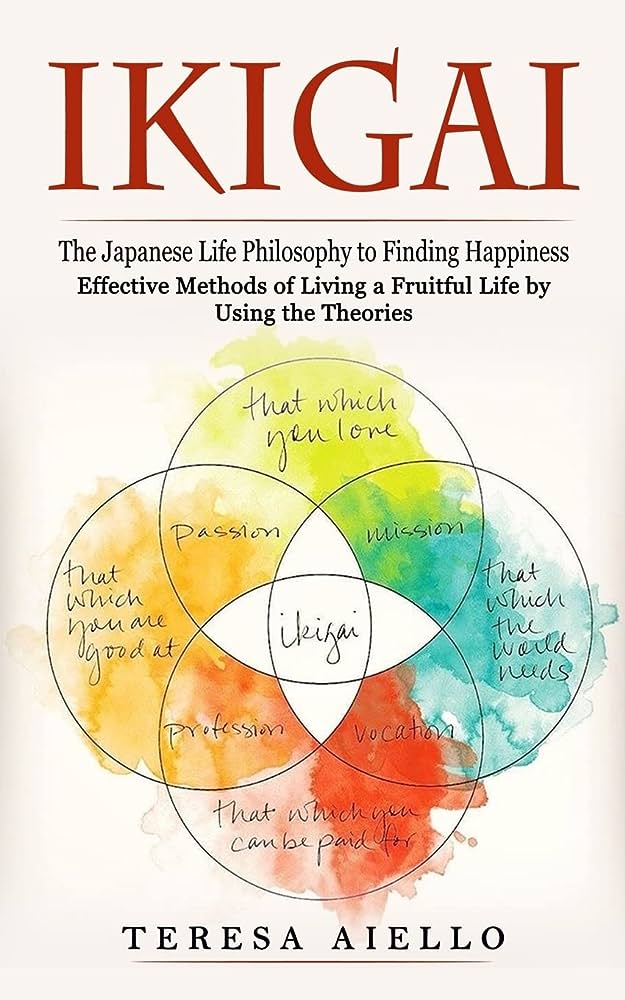 IKIGAI
The Japanese Life Philosophy to Finding Happiness
Effective Methods of Living a Fruitful Life by
Using the Theories
that which
you love
passion
mission
that
which
you are
good at
that
which
the
world
needs
ikigai
profession
vocation
that which you
can be paid for
TERESA AIELLO